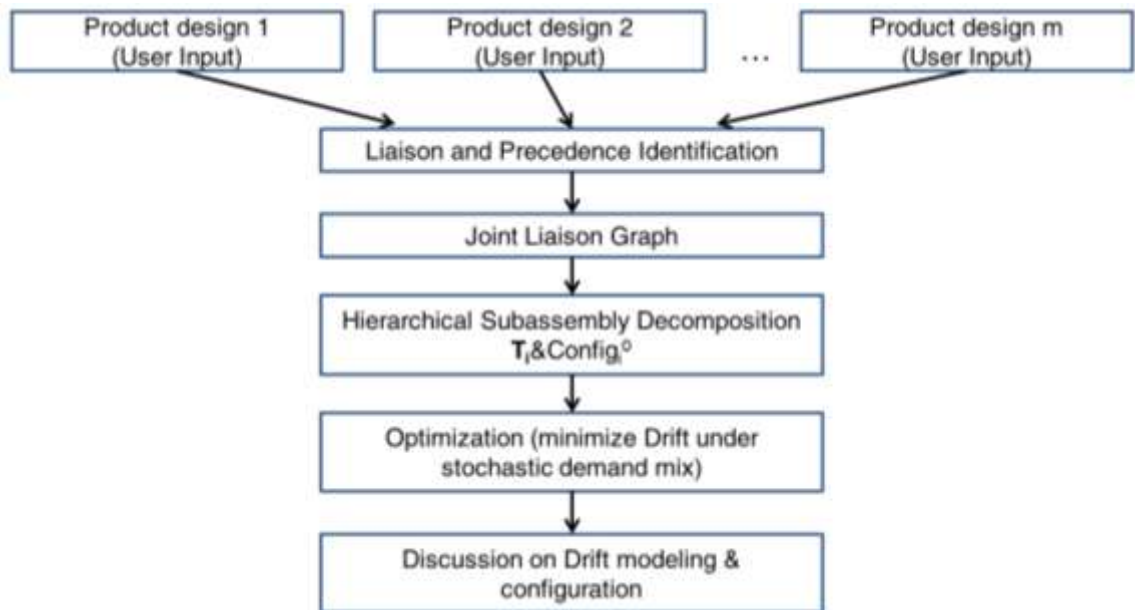 Product design 1
(User Input)
Product design 2
(User Input)
...
Product design m
(User Input)
Liaison and Precedence Identification
Joint Liaison Graph
Hierarchical Subassembly Decomposition
Tᵢ&Configᵢ⁰
Optimization (minimize Drift under
stochastic demand mix)
Discussion on Drift modeling &
configuration